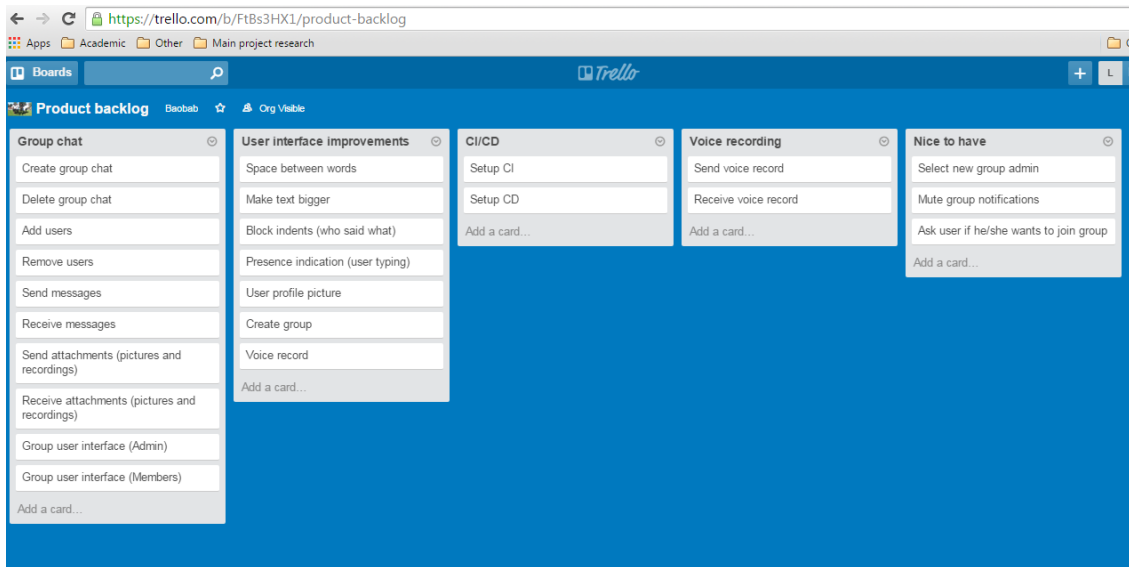 https://trello.com/b/FtBs3HX1/product-backlog
Apps Academic Other Main project research
Boards Trello + L
Product backlog Baobab Org Visible
Group chat
Create group chat
Delete group chat
Add users
Remove users
Send messages
Receive messages
Send attachments (pictures and
recordings)
Receive attachments (pictures and
recordings)
Group user interface (Admin)
Group user interface (Members)
Add a card...
User interface improvements
Space between words
Make text bigger
Block indents (who said what)
Presence indication (user typing)
User profile picture
Create group
Voice record
Add a card...
CI/CD
Setup CI
Setup CD
Add a card...
Voice recording
Send voice record
Receive voice record
Add a card...
Nice to have
Select new group admin
Mute group notifications
Ask user if he/she wants to join group
Add a card...